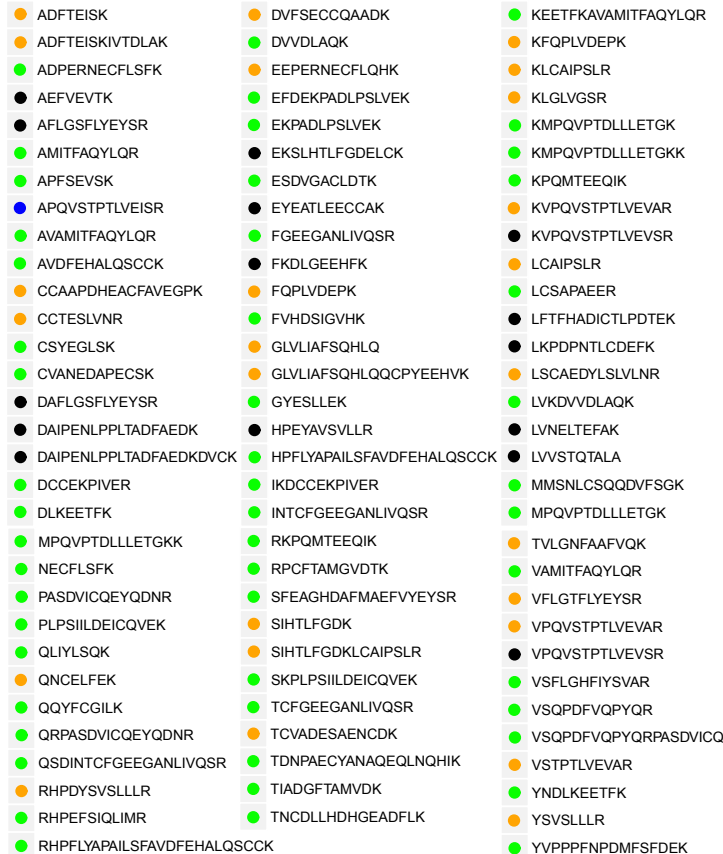 ADFTEISK
ADFTEISKIVTDLAK
ADPERNECFLSFK
AEFVEVTK
AFLGSFLYEYSR
AMITFAQYLQR
APFSEVSK
APQVSTPTLVEISR
AVAMITFAQYLQR
AVDFEHALQSCCK
CCAAPDHEACFAVEGPK
CCTESLVNR
CSYEGLSK
CVANEDAPECSK
DAFLGSFLYEYSR
DAIPENLPPLTADFAEDK
DAIPENLPPLTADFAEDKDVCK
DCCEKPIVER
DLKEETFK
MPQVPTDLLLETGKK
NECFLSFK
PASDVICQEYQDNR
PLPSIILDEICQVEK
QLIYLSQK
QNCELFEK
QQYFCGILK
QRPASDVICQEYQDNR
QSDINTCFGEEGANLIVQSR
RHPDYSVSLLLR
RHPEFSIQLIMR
RHPFLYAPAILSFAVDFEHALQSCCK
DVFSECCQAADK
DVVDLAQK
EEPERNECFLQHK
EFDEKPADLPSLVEK
EKPADLPSLVEK
EKSLHTLFGDELCK
ESDVGACLDTK
EYEATLEECCAK
FGEEGANLIVQSR
FKDLGEEHFK
FQPLVDEPK
FVHDSIGVHK
GLVLIAFSQHLQ
GLVLIAFSQHLQQCPYEEHVK
GYESLLEK
HPEYAVSVLLR
HPFLYAPAILSFAVDFEHALQSCCK
IKDCCEKPIVER
INTCFGEEGANLIVQSR
RKPQMTEEQIK
RPCFTAMGVDTK
SFEAGHDAFMAEFVYEYSR
SIHTLFGDK
SIHTLFGDKLCAIPSLR
SKPLPSIILDEICQVEK
TCFGEEGANLIVQSR
TCVADESAENCDK
TDNPAECYANAQEQLNQHIK
TIADGFTAMVDK
TNCDLLHDHGEADFLK
KEETFKAVAMITFAQYLQR
KFQPLVDEPK
KLCAIPSLR
KLGLVGSR
KMPQVPTDLLLETGK
KMPQVPTDLLLETGKK
KPQMTEEQIK
KVPQVSTPTLVEVAR
KVPQVSTPTLVEVSR
LCAIPSLR
LCSAPAEER
LFTFHADICTLPDTEK
LKPDPNTLCDEFK
LSCAEDYLSLVLNR
LVKDVVDLAQK
LVNELTEFAK
LVVSTQTALA
MMSNLCSQQDVFSGK
MPQVPTDLLLETGK
TVLGNFAAFVQK
VAMITFAQYLQR
VFLGTFLYEYSR
VPQVSTPTLVEVAR
VPQVSTPTLVEVSR
VSFLGHFIYSVAR
VSQPDFVQPYQR
VSQPDFVQPYQRPASDVICQ
VSTPTLVEVAR
YNDLKEETFK
YSVSLLLR
YVPPPFNPDMFSFDEK